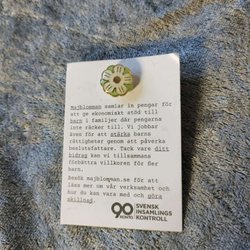 Majblomman samlar in pengar för
att ge ekonomiskt stöd till
barn i familjer där pengarna
inte räcker till. Vi jobbar
även för att stärka barns
rättigheter genom att påverka
beslutsfattare. Tack vare ditt
bidrag kan vi tillsammans
förbättra villkoren för fler
barn.
Besök majblomman.se för att
läsa mer om vår verksamhet och
hur du kan vara med och göra
skillnad.
90
KONTO
SVENSK
INSAMLINGS
KONTROLL